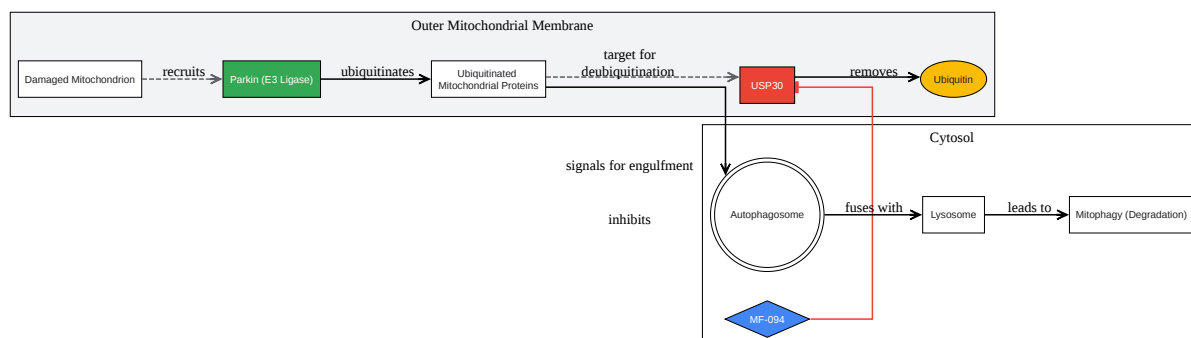 Outer Mitochondrial Membrane
Damaged Mitochondrion
recruits
Parkin (E3 Ligase)
ubiquitinates
Ubiquitinated
Mitochondrial Proteins
target for
deubiquitination
USP30
removes
Ubiquitin
Cytosol
signals for engulfment
inhibits
Autophagosome
fuses with
Lysosome
leads to
Mitophagy (Degradation)
MF-094